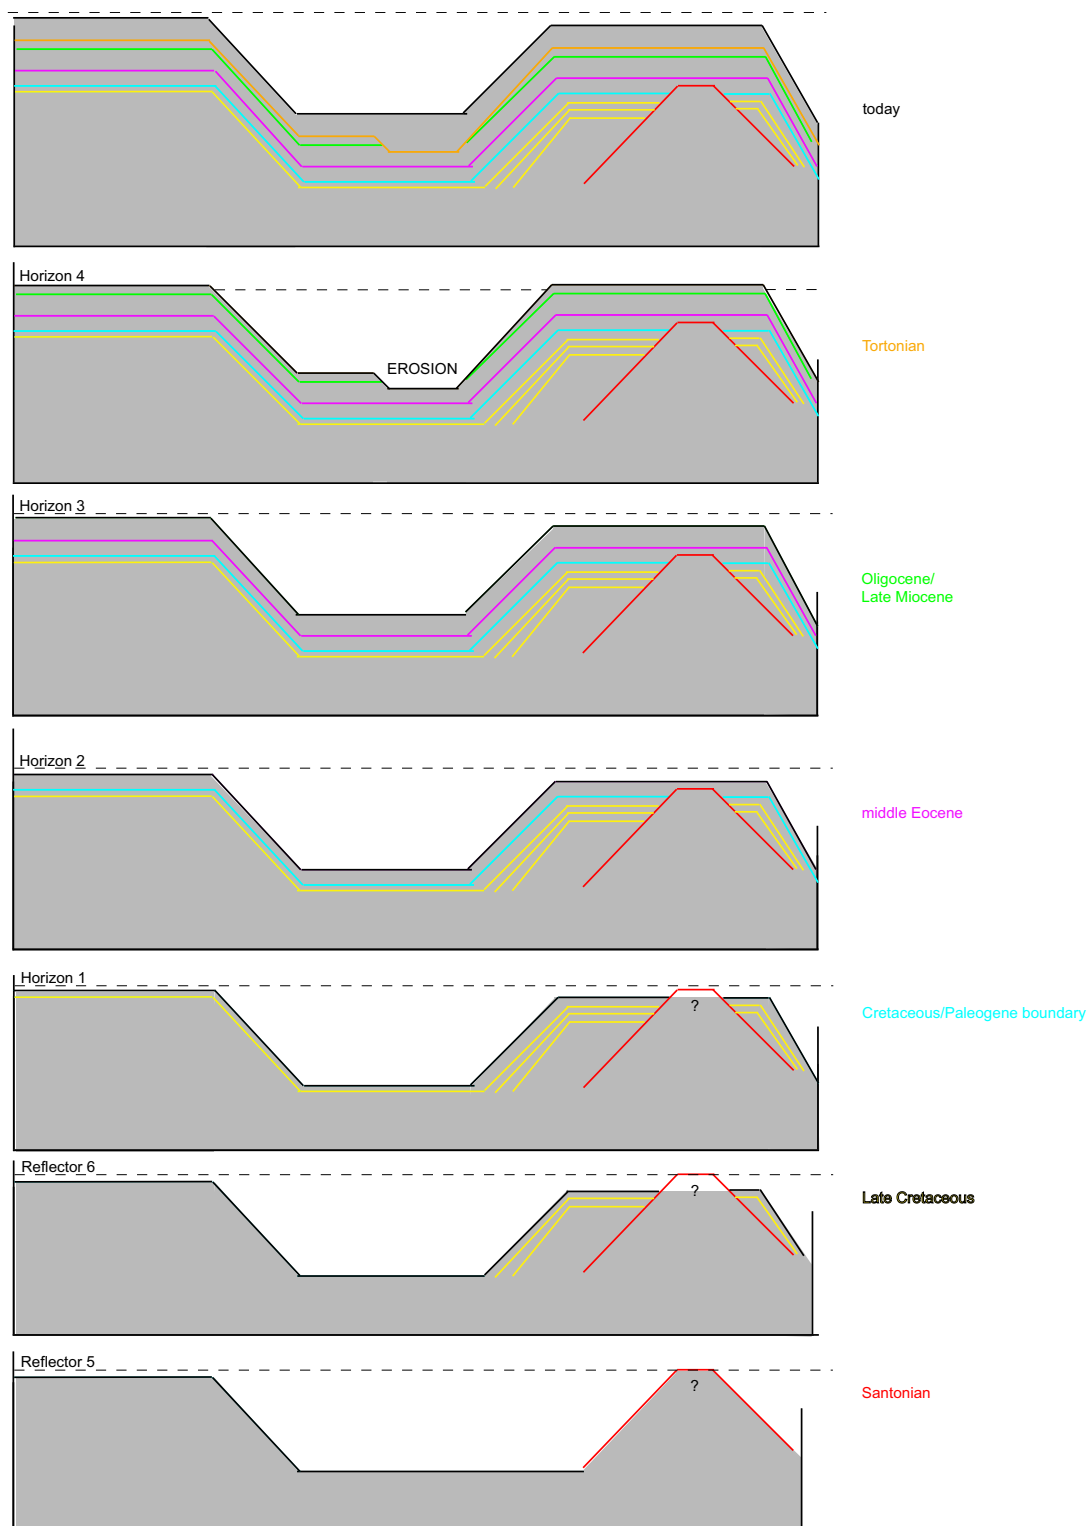 today
Horizon 4
EROSION
Tortonian
Horizon 3
Oligocene/
Late Miocene
Horizon 2
middle Eocene
Horizon 1
?
Cretaceous/Paleogene boundary
Reflector 6
?
Late Cretaceous
Reflector 5
?
Santonian